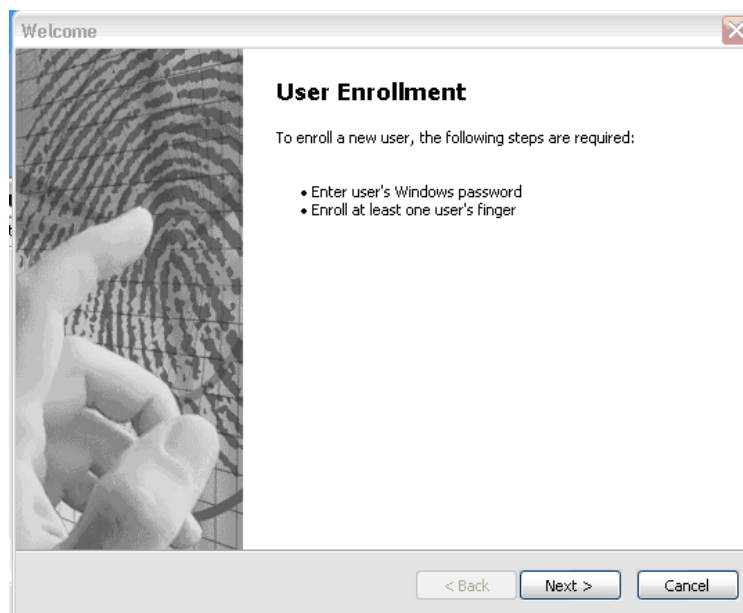 Welcome
User Enrollment
To enroll a new user, the following steps are required:
• Enter user's Windows password
• Enroll at least one user's finger
< Back
Next >
Cancel